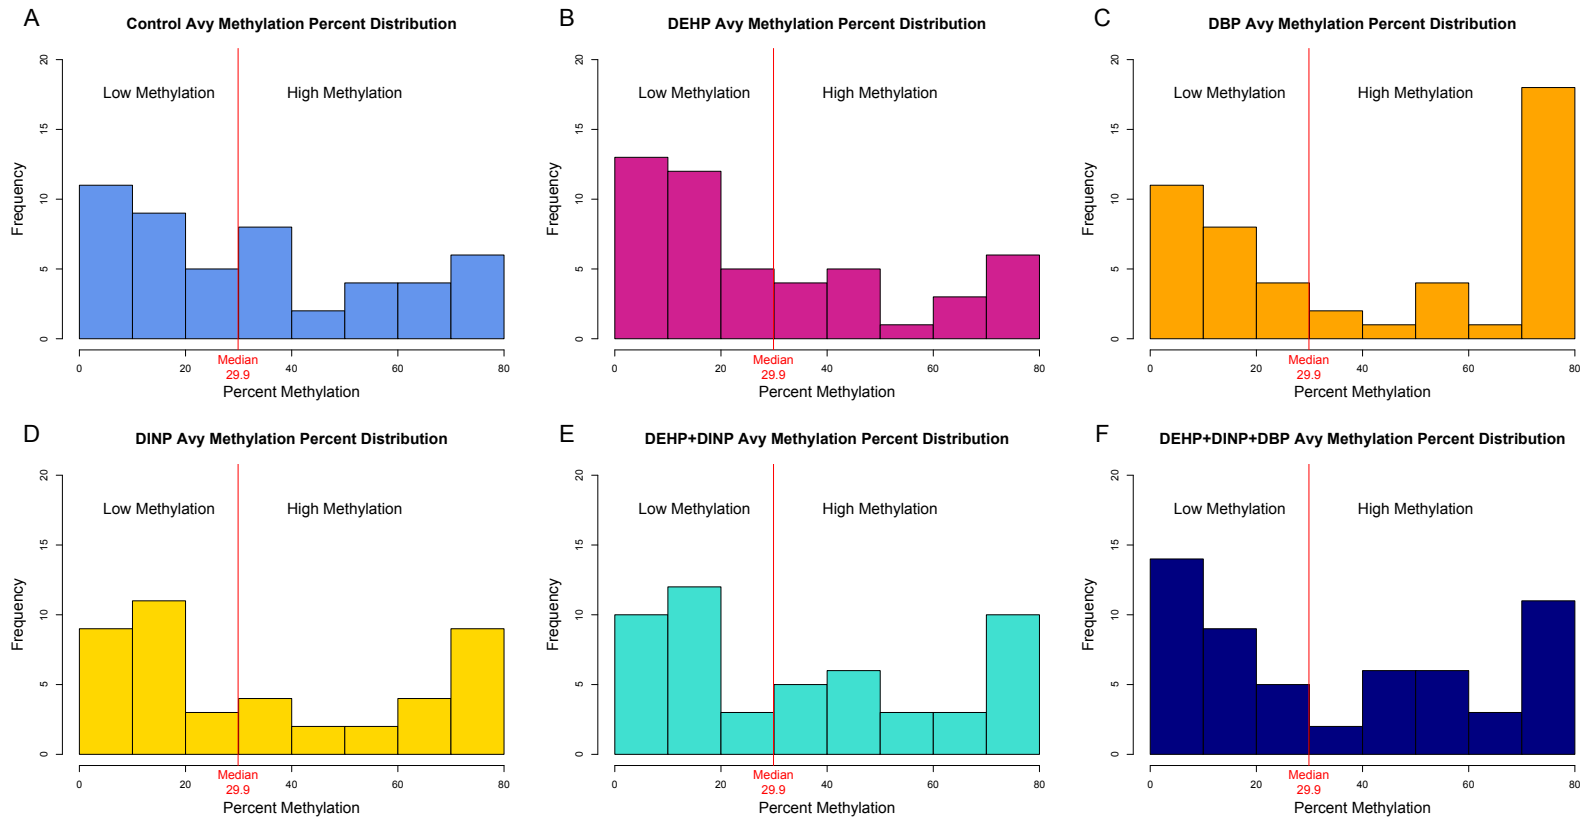 A
Control Avy Methylation Percent Distribution
Low Methylation
High Methylation
Frequency
0
5
10
15
20
0
20
40
60
80
Median
29.9
Percent Methylation
B
DEHP Avy Methylation Percent Distribution
Low Methylation
High Methylation
Frequency
0
5
10
15
20
0
20
40
60
80
Median
29.9
Percent Methylation
C
DBP Avy Methylation Percent Distribution
Low Methylation
High Methylation
Frequency
0
5
10
15
20
0
20
40
60
80
Median
29.9
Percent Methylation
D
DINP Avy Methylation Percent Distribution
Low Methylation
High Methylation
Frequency
0
5
10
15
20
0
20
40
60
80
Median
29.9
Percent Methylation
E
DEHP+DINP Avy Methylation Percent Distribution
Low Methylation
High Methylation
Frequency
0
5
10
15
20
0
20
40
60
80
Median
29.9
Percent Methylation
F
DEHP+DINP+DBP Avy Methylation Percent Distribution
Low Methylation
High Methylation
Frequency
0
5
10
15
20
0
20
40
60
80
Median
29.9
Percent Methylation